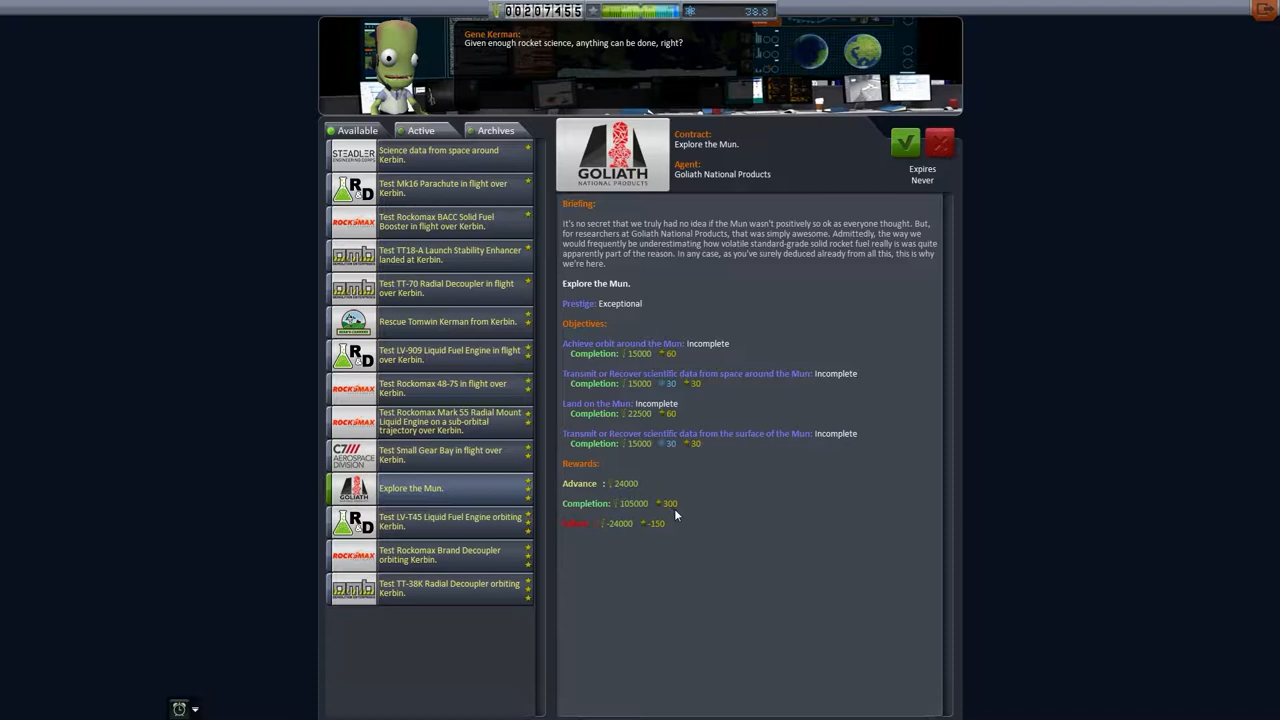 00207455
38.8
Gene Kerman:
Given enough rocket science, anything can be done, right?
Available
Active
Archives
STEADLER
ENGINEERING CORPS
Science data from space around
Kerbin.
R&D
Test Mk16 Parachute in flight over
Kerbin.
ROCKOMAX
Test Rockomax BACC Solid Fuel
Booster in flight over Kerbin.
Test TT18-A Launch Stability Enhancer
landed at Kerbin.
Test TT-70 Radial Decoupler in flight
over Kerbin.
Rescue Tomwin Kerman from Kerbin.
R&D
Test LV-909 Liquid Fuel Engine in flight
over Kerbin.
ROCKOMAX
Test Rockomax 48-7S in flight over
Kerbin.
ROCKOMAX
Test Rockomax Mark 55 Radial Mount
Liquid Engine on a sub-orbital
trajectory over Kerbin.
C7
AEROSPACE
DIVISION
Test Small Gear Bay in flight over
Kerbin.
GOLIATH
Explore the Mun.
R&D
Test LV-T45 Liquid Fuel Engine orbiting
Kerbin.
ROCKOMAX
Test Rockomax Brand Decoupler
orbiting Kerbin.
Test TT-38K Radial Decoupler orbiting
Kerbin.
GOLIATH
NATIONAL PRODUCTS
Contract:
Explore the Mun.
Agent:
Goliath National Products
Expires
Never
Briefing:
It's no secret that we truly had no idea if the Mun wasn't positively so ok as everyone thought. But,
for researchers at Goliath National Products, that was simply awesome. Admittedly, the way we
would frequently be underestimating how volatile standard-grade solid rocket fuel really is was quite
apparently part of the reason. In any case, as you've surely deduced already from all this, this is why
we're here.
Explore the Mun.
Prestige: Exceptional
Objectives:
Achieve orbit around the Mun: Incomplete
Completion: 15000 60
Transmit or Recover scientific data from space around the Mun: Incomplete
Completion: 15000 30 30
Land on the Mun: Incomplete
Completion: 22500 60
Transmit or Recover scientific data from the surface of the Mun: Incomplete
Completion: 15000 30 30
Rewards:
Advance : 24000
Completion: 105000 300
-24000 -150